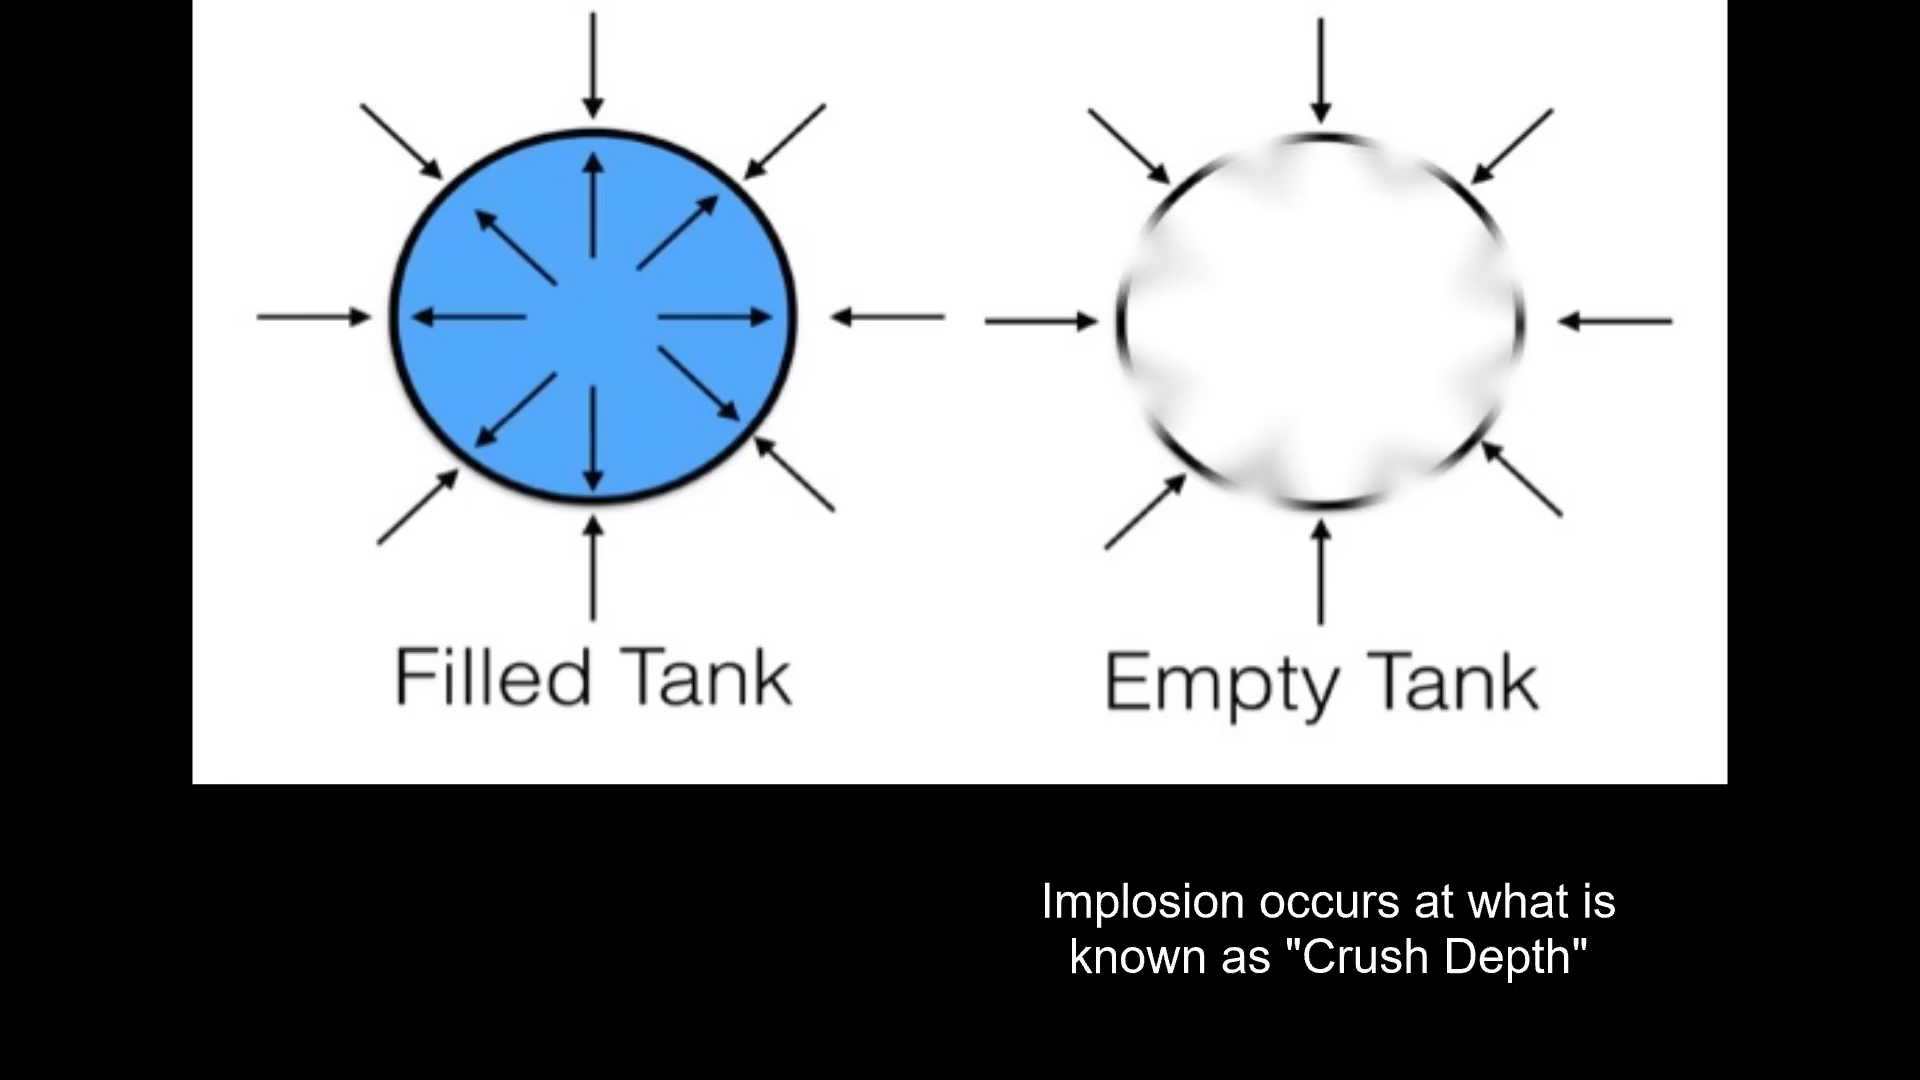 Filled Tank
Empty Tank
Implosion occurs at what is
known as "Crush Depth"